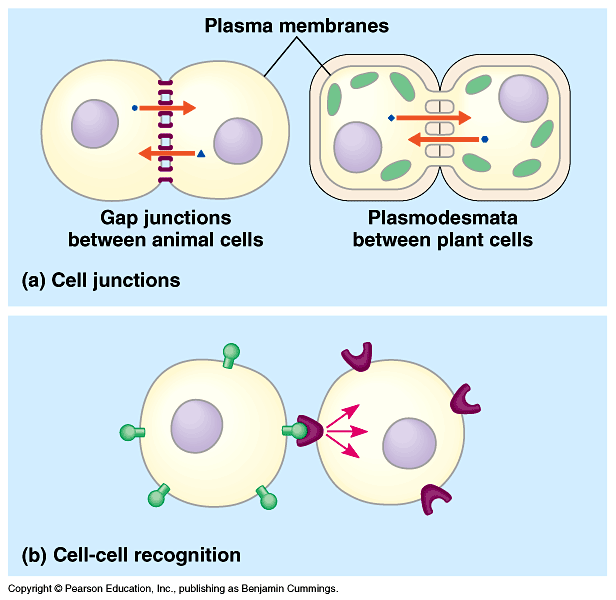 Plasma membranes
Gap junctions
between animal cells
Plasmodesmata
between plant cells
(a) Cell junctions
(b) Cell-cell recognition
Copyright © Pearson Education, Inc., publishing as Benjamin Cummings.